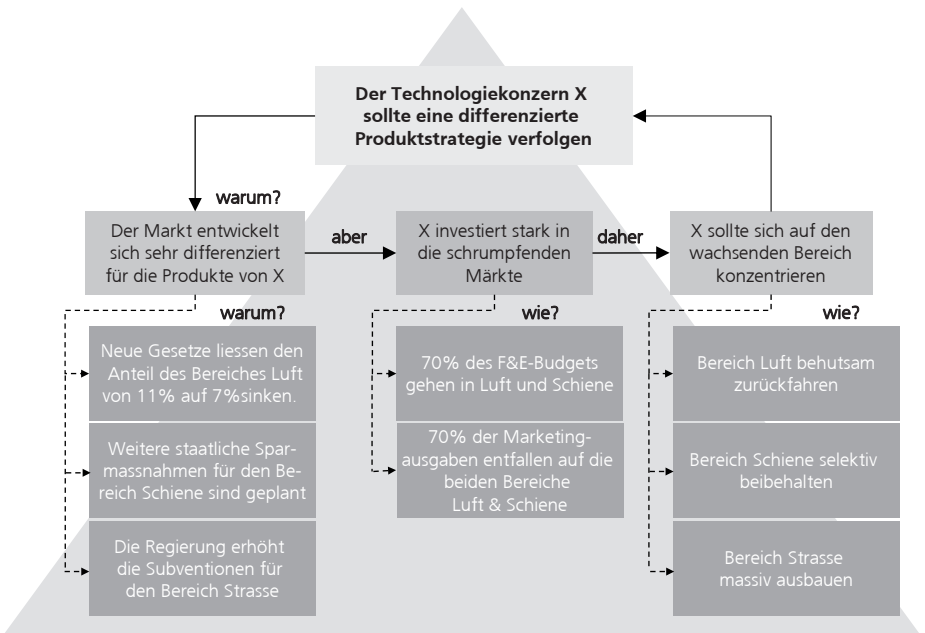 Der Technologiekonzern X
sollte eine differenzierte
Produktstrategie verfolgen
warum?
Der Markt entwickelt
sich sehr differenziert
für die Produkte von X
aber
X investiert stark in
die schrumpfenden
Märkte
daher
X sollte sich auf den
wachsenden Bereich
konzentrieren
warum?
Neue Gesetze liessen den
Anteil des Bereiches Luft
von 11% auf 7%sinken.
Weitere staatliche Spar-
massnahmen für den Be-
reich Schiene sind geplant
Die Regierung erhöht
die Subventionen für
den Bereich Strasse
wie?
70% des F&E-Budgets
gehen in Luft und Schiene
70% der Marketing-
ausgaben entfallen auf die
beiden Bereiche
Luft & Schiene
wie?
Bereich Luft behutsam
zurückfahren
Bereich Schiene selektiv
beibehalten
Bereich Strasse
massiv ausbauen